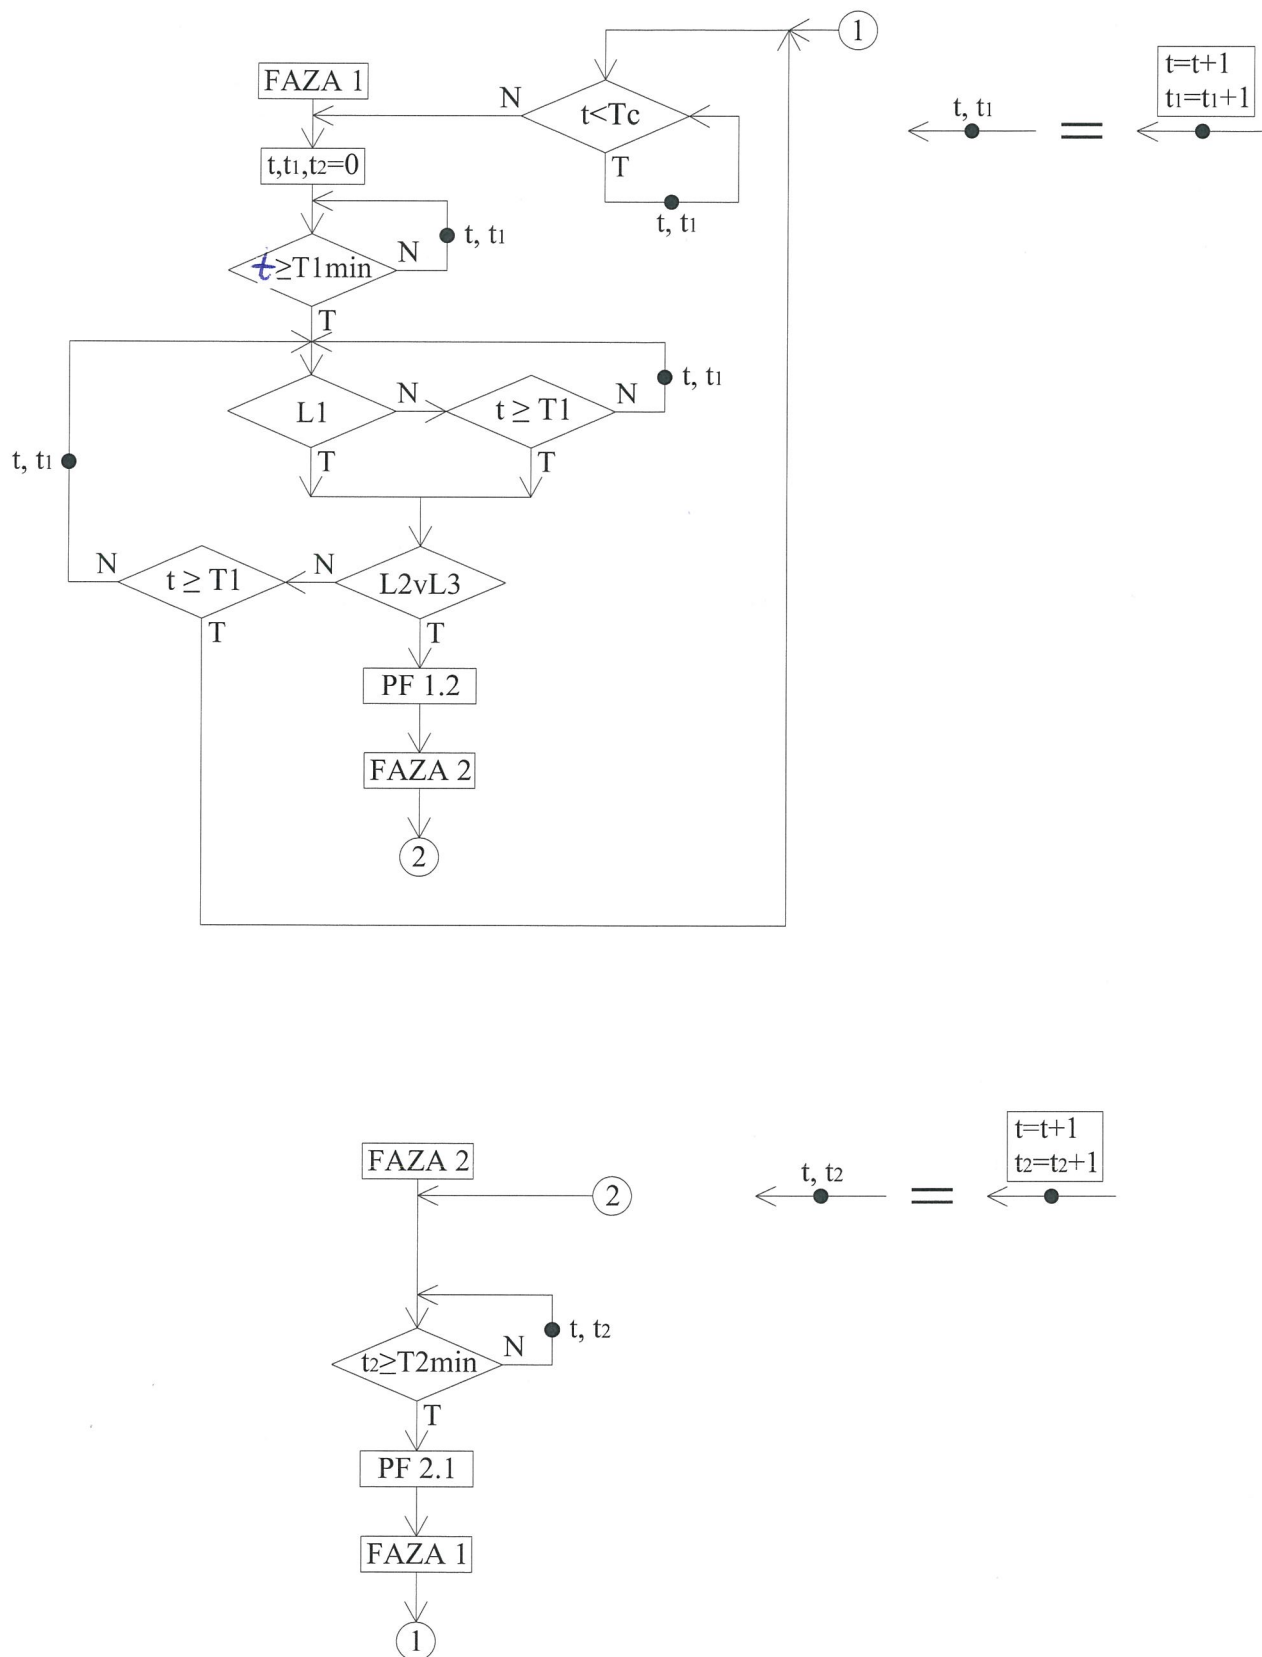 1
FAZA 1
N
t<Tc
t=t+1
t1=t1+1
t, t1
=
T
t,t1,t2=0
t, t1
t, t1
N
t≥T1min
T
t, t1
L1
N
t ≥ T1
N
t, t1
T
T
N
t ≥ T1
N
L2vL3
T
T
PF 1.2
FAZA 2
2
FAZA 2
2
t, t2
=
t=t+1
t2=t2+1
t, t2
t2≥T2min
N
T
PF 2.1
FAZA 1
1